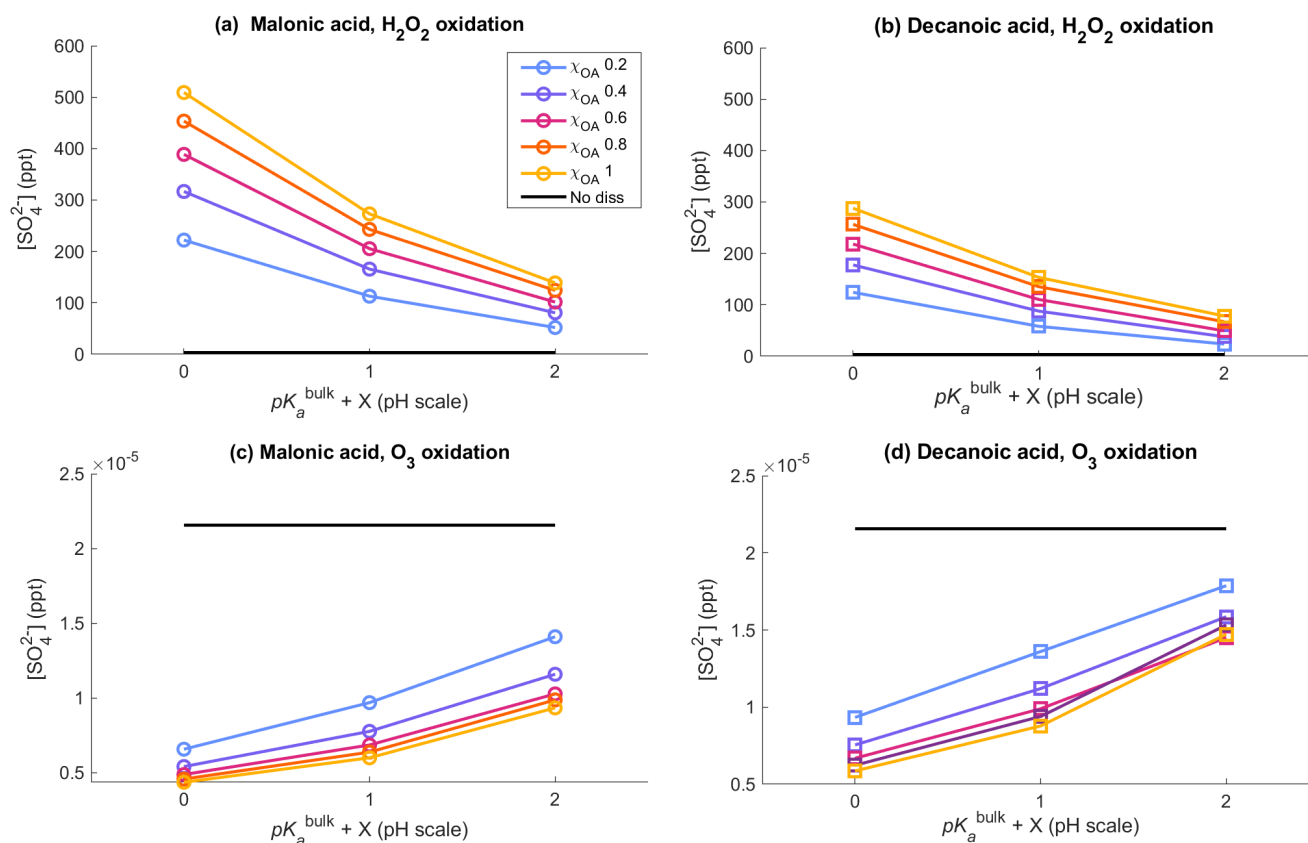 (a) Malonic acid, H₂O₂ oxidation
600
500
400
300
200
100
0
[SO₄²⁻] (ppt)
χOA 0.2
χOA 0.4
χOA 0.6
χOA 0.8
χOA 1
No diss
0 1 2
pKₐᵇᵘˡᵏ + X (pH scale)
(b) Decanoic acid, H₂O₂ oxidation
600
500
400
300
200
100
0
[SO₄²⁻] (ppt)
0 1 2
pKₐᵇᵘˡᵏ + X (pH scale)
(c) Malonic acid, O₃ oxidation
×10⁻⁵
2.5
2
1.5
1
0.5
[SO₄²⁻] (ppt)
0 1 2
pKₐᵇᵘˡᵏ + X (pH scale)
(d) Decanoic acid, O₃ oxidation
×10⁻⁵
2.5
2
1.5
1
0.5
[SO₄²⁻] (ppt)
0 1 2
pKₐᵇᵘˡᵏ + X (pH scale)